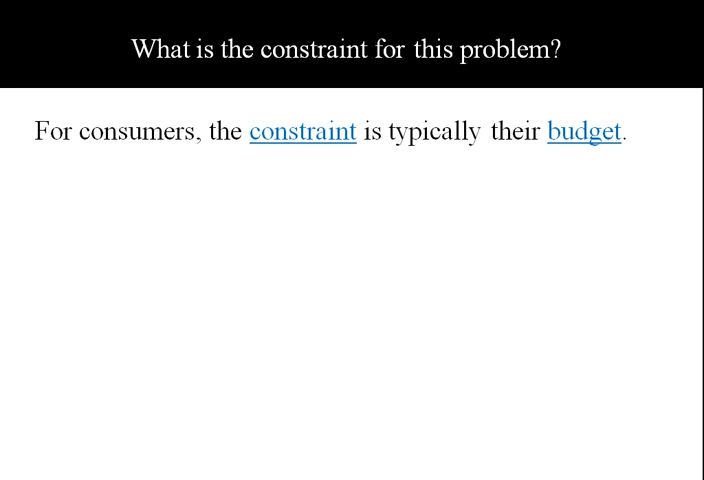 What is the constraint for this problem?
For consumers, the constraint is typically their budget.